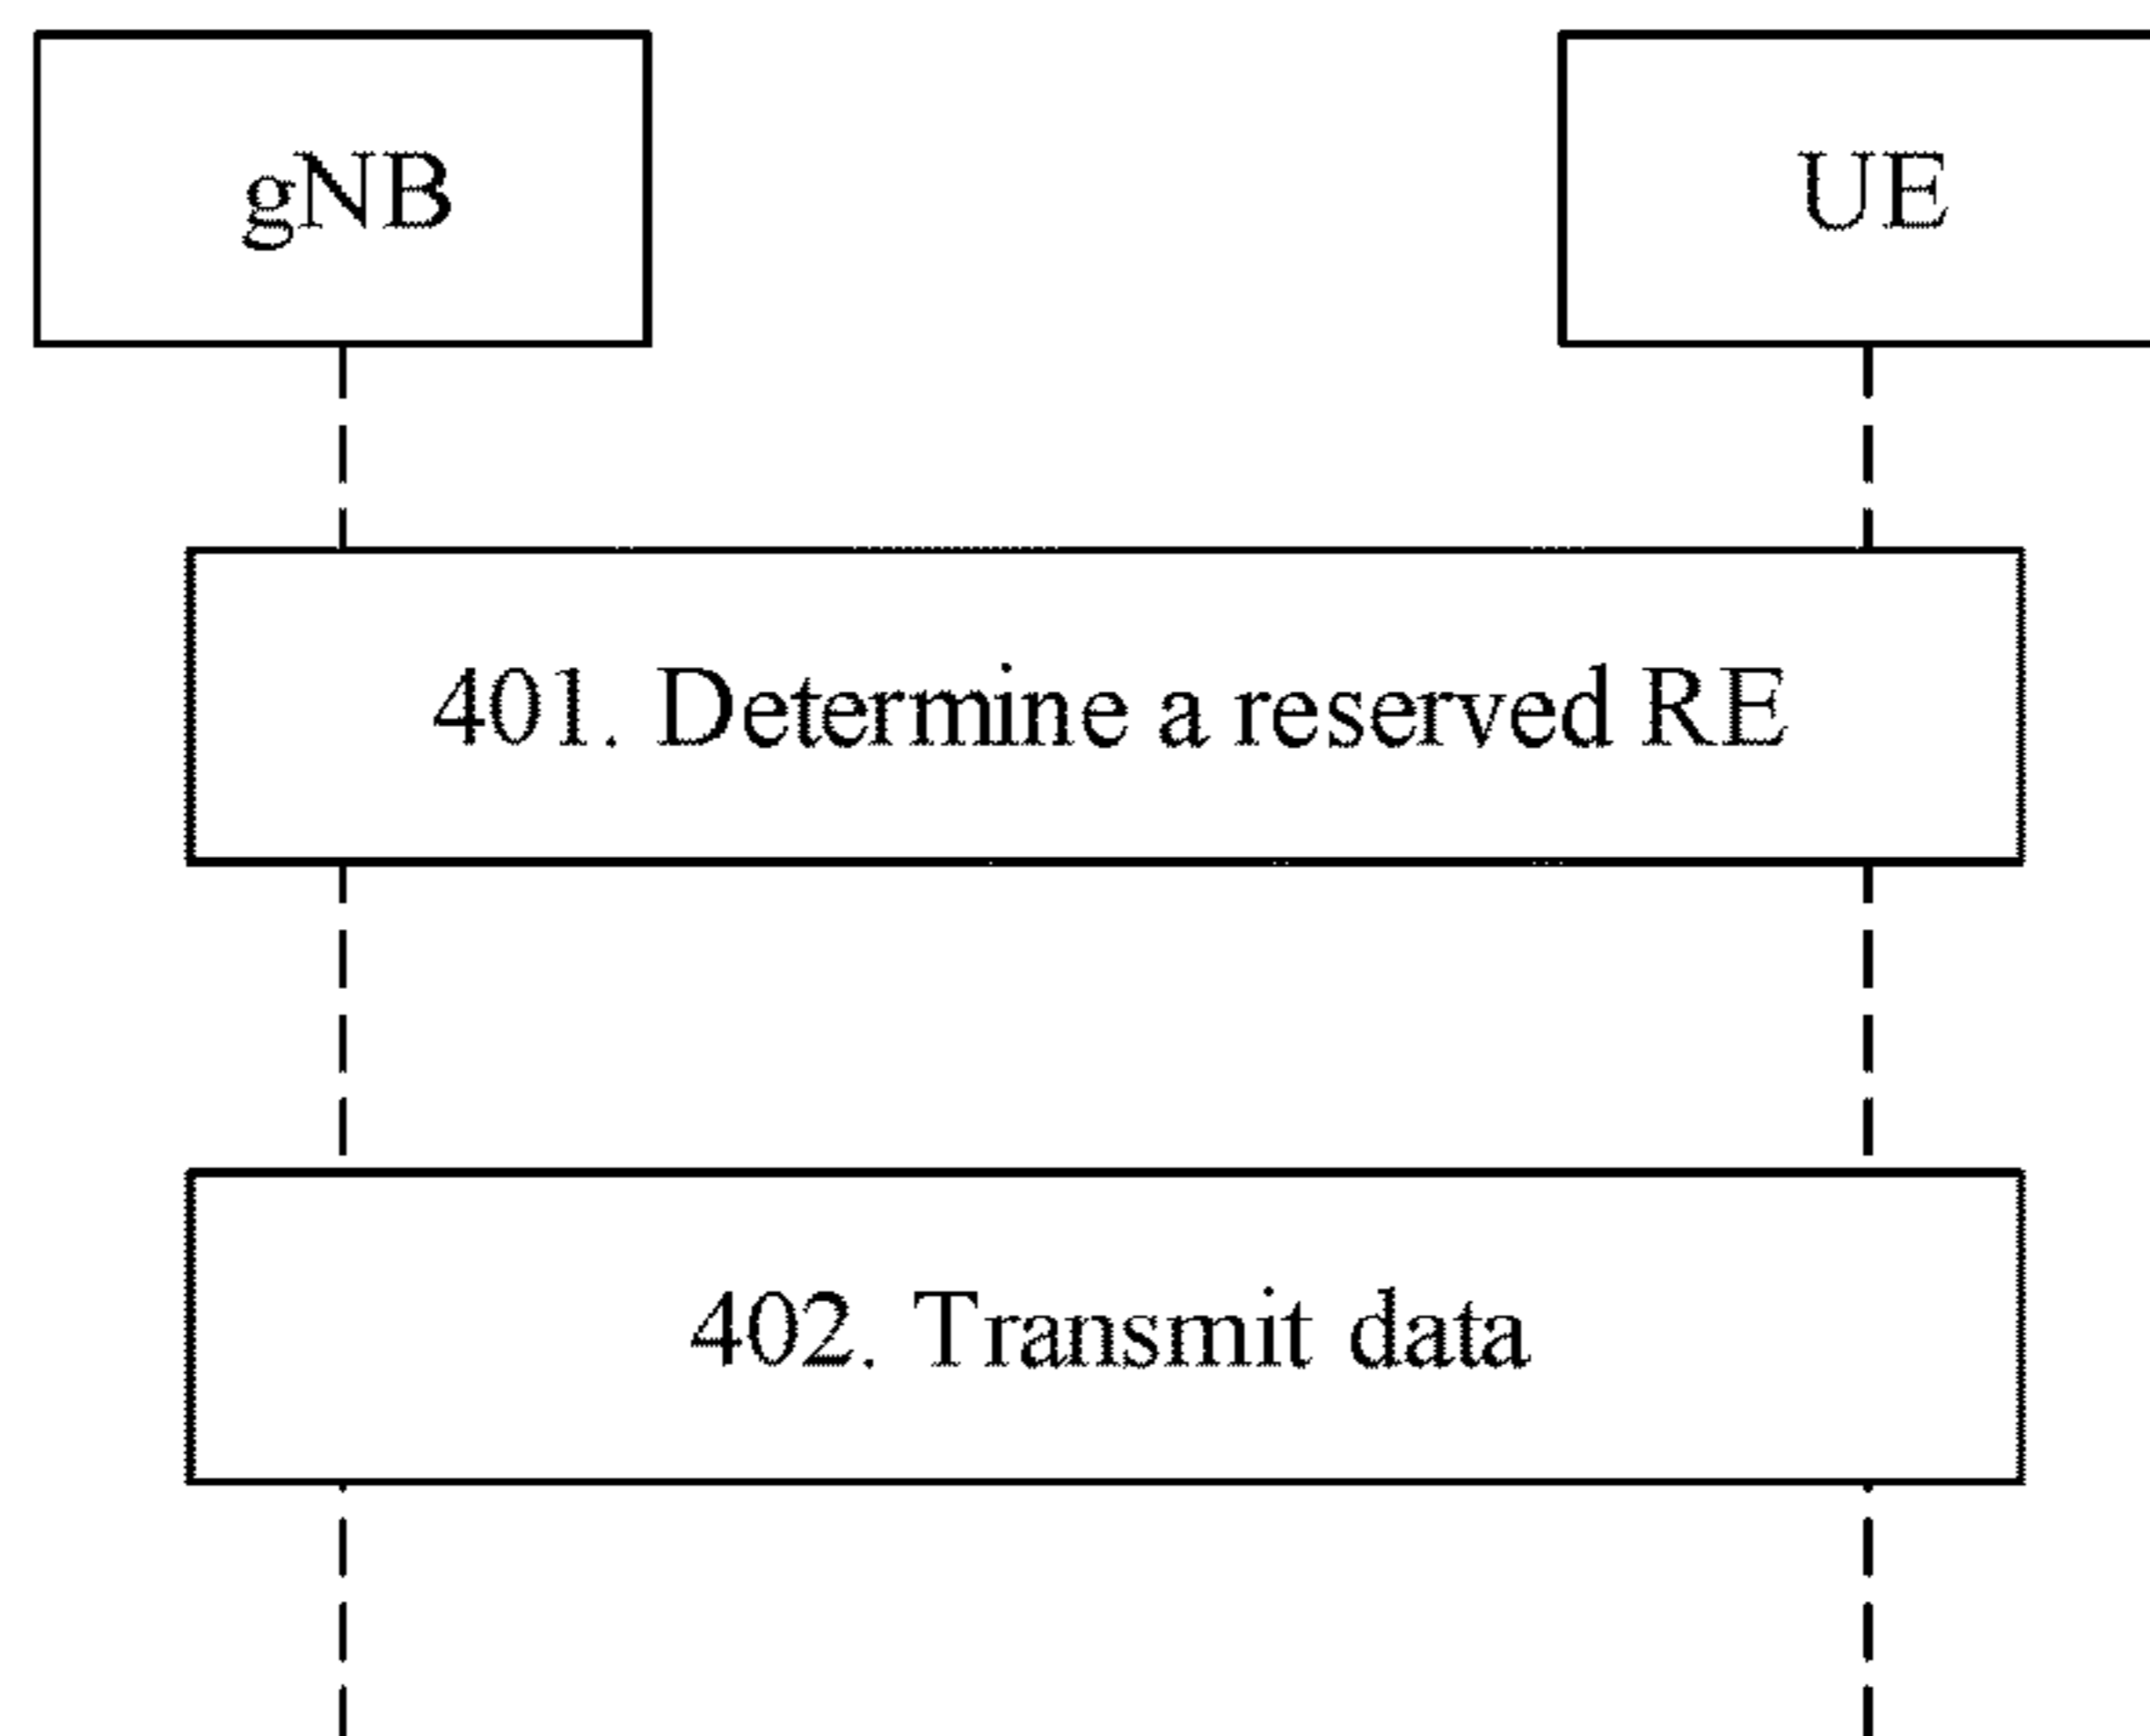 gNB
UE
401. Determine a reserved RE
402. Transmit data